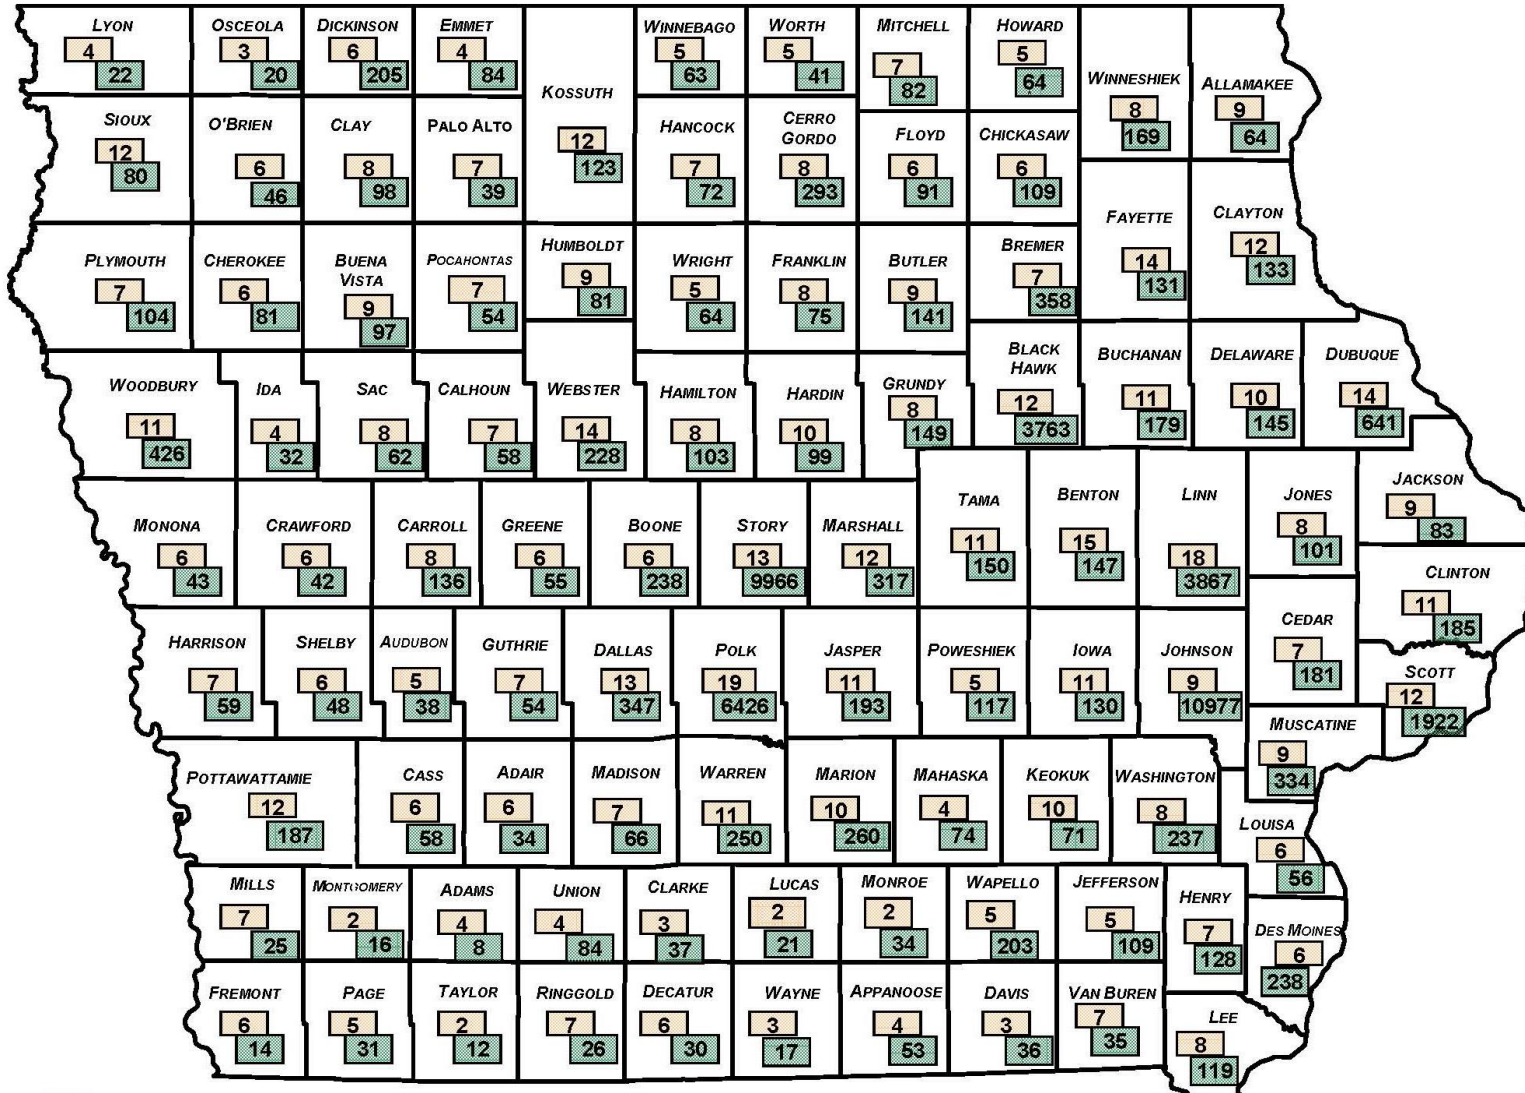 LYON
4
22
OSCEOLA
3
20
DICKINSON
6
205
EMMET
4
84
KOSSUTH
12
123
WINNEBAGO
5
63
WORTH
5
41
MITCHELL
7
82
HOWARD
5
64
WINNESHIEK
8
169
ALLAMAKEE
9
64
SIOUX
12
80
O'BRIEN
6
46
CLAY
8
98
PALO ALTO
7
39
HANCOCK
7
72
CERRO
GORDO
8
293
FLOYD
6
91
CHICKASAW
6
109
FAYETTE
14
131
CLAYTON
12
133
PLYMOUTH
7
104
CHEROKEE
6
81
BUENA
VISTA
9
97
POCAHONTAS
7
54
HUMBOLDT
9
81
WRIGHT
5
64
FRANKLIN
8
75
BUTLER
9
141
BREMER
7
358
WOODBURY
11
426
IDA
4
32
SAC
8
62
CALHOUN
7
58
WEBSTER
14
228
HAMILTON
8
103
HARDIN
10
99
GRUNDY
8
149
BLACK
HAWK
12
3763
BUCHANAN
11
179
DELAWARE
10
145
DUBUQUE
14
641
MONONA
6
43
CRAWFORD
6
42
CARROLL
8
136
GREENE
6
55
BOONE
6
238
STORY
13
9966
MARSHALL
12
317
TAMA
11
150
BENTON
15
147
LINN
18
3867
JONES
8
101
JACKSON
9
83
CLINTON
11
185
HARRISON
7
59
SHELBY
6
48
AUDUBON
5
38
GUTHRIE
7
54
DALLAS
13
347
POLK
19
6426
JASPER
11
193
POWESHIEK
5
117
IOWA
11
130
JOHNSON
9
10977
CEDAR
7
181
SCOTT
12
1922
MUSCATINE
9
334
POTTAWATTAMIE
12
187
CASS
6
58
ADAIR
6
34
MADISON
7
66
WARREN
11
250
MARION
10
260
MAHASKA
4
74
KEOKUK
10
71
WASHINGTON
8
237
LOUISA
6
56
MILLS
7
25
MONTGOMERY
2
16
ADAMS
4
8
UNION
4
84
CLARKE
3
37
LUCAS
2
21
MONROE
2
34
WAPELLO
5
203
JEFFERSON
5
109
HENRY
7
128
DES MOINES
6
238
FREMONT
6
14
PAGE
5
31
TAYLOR
2
12
RINGGOLD
7
26
DECATUR
6
30
WAYNE
3
17
APPANOOSE
4
53
DAVIS
3
36
VAN BUREN
7
35
LEE
8
119